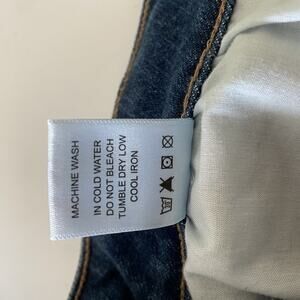 MACHINE WASH
IN COLD WATER
DO NOT BLEACH
TUMBLE DRY LOW
COOL IRON